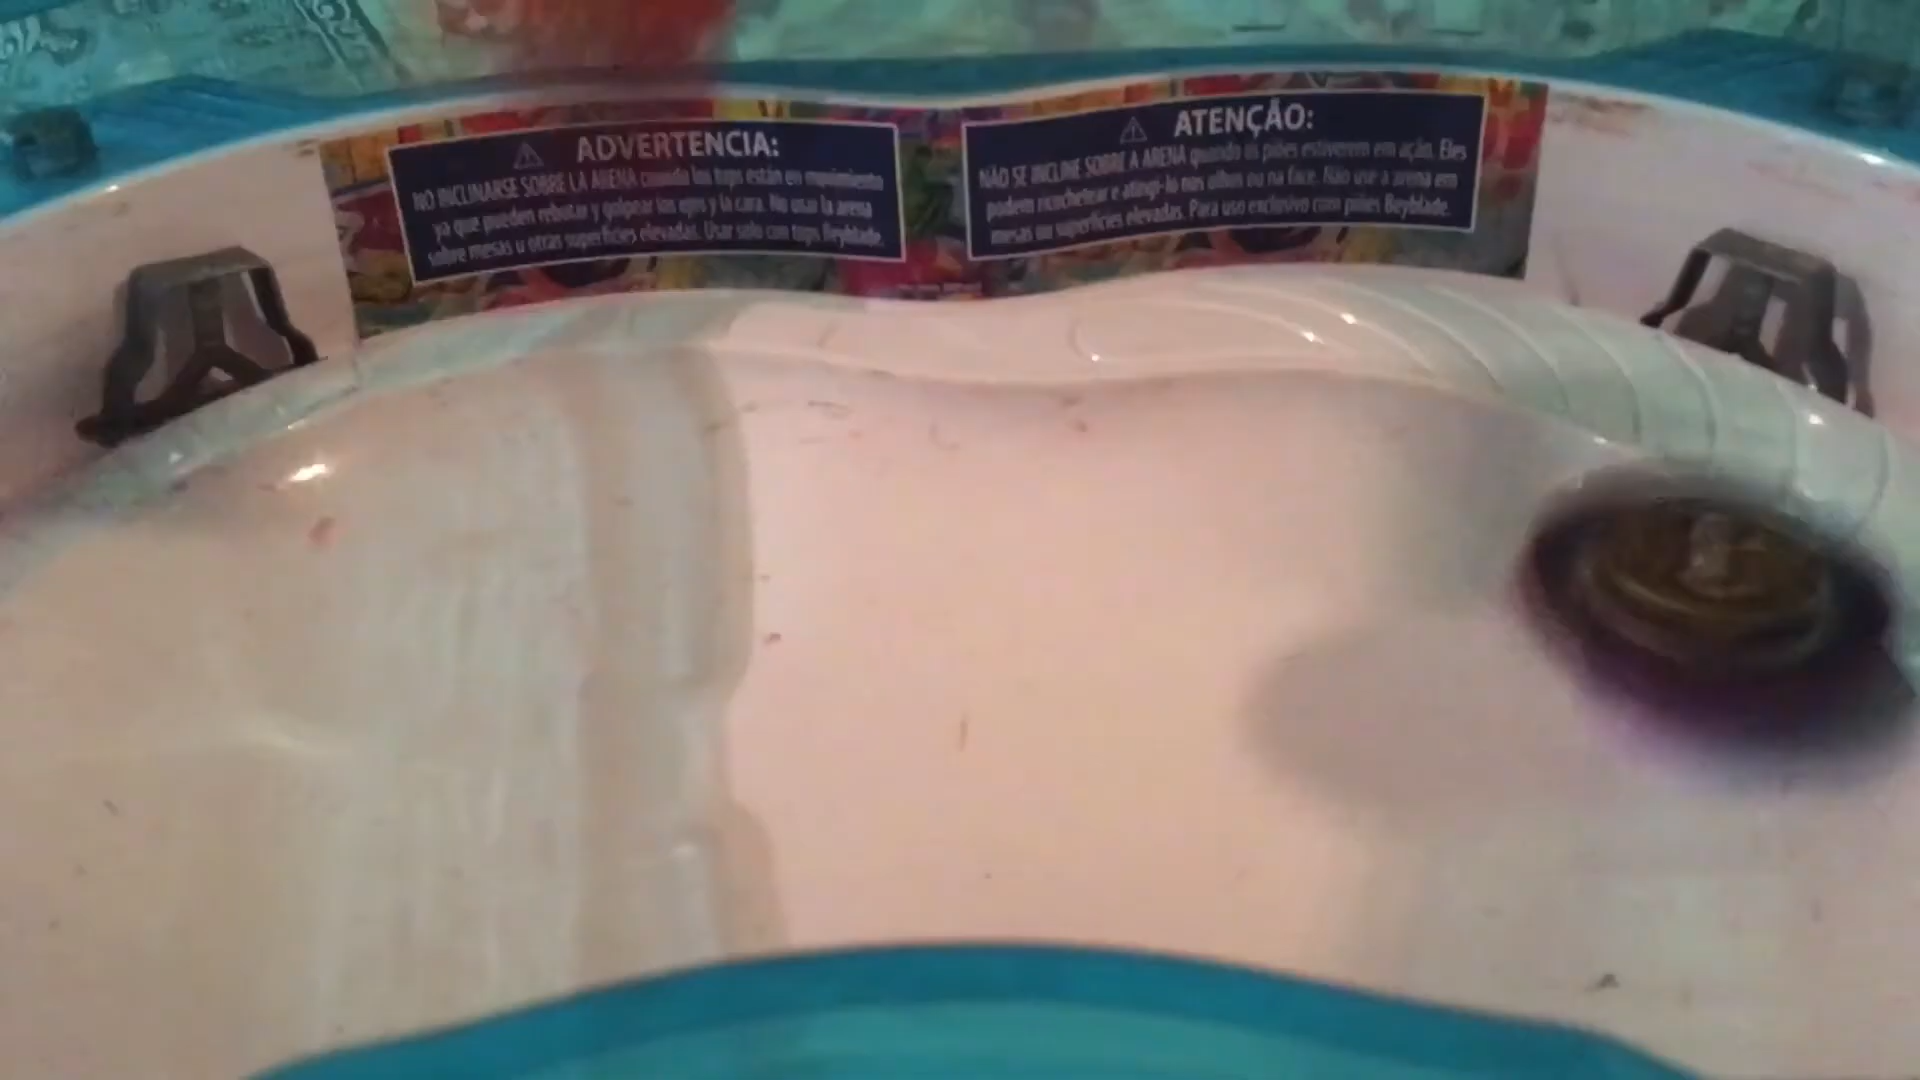 ADVERTENCIA:
NO INCLINARSE SOBRE LA ARENA cuando los tops están en movimiento
ya que pueden rebotar y golpear los ojos y la cara. No usar la arena
sobre mesas u otras superficies elevadas. Usar solo con tops Beyblade.
ATENÇÃO:
NÃO SE INCLINE SOBRE A ARENA quando os piões estiverem em ação. Eles
podem ricochetear e atingi-lo nos olhos ou na face. Não use a arena em
mesas ou superfícies elevadas. Para uso exclusivo com piões Beyblade.